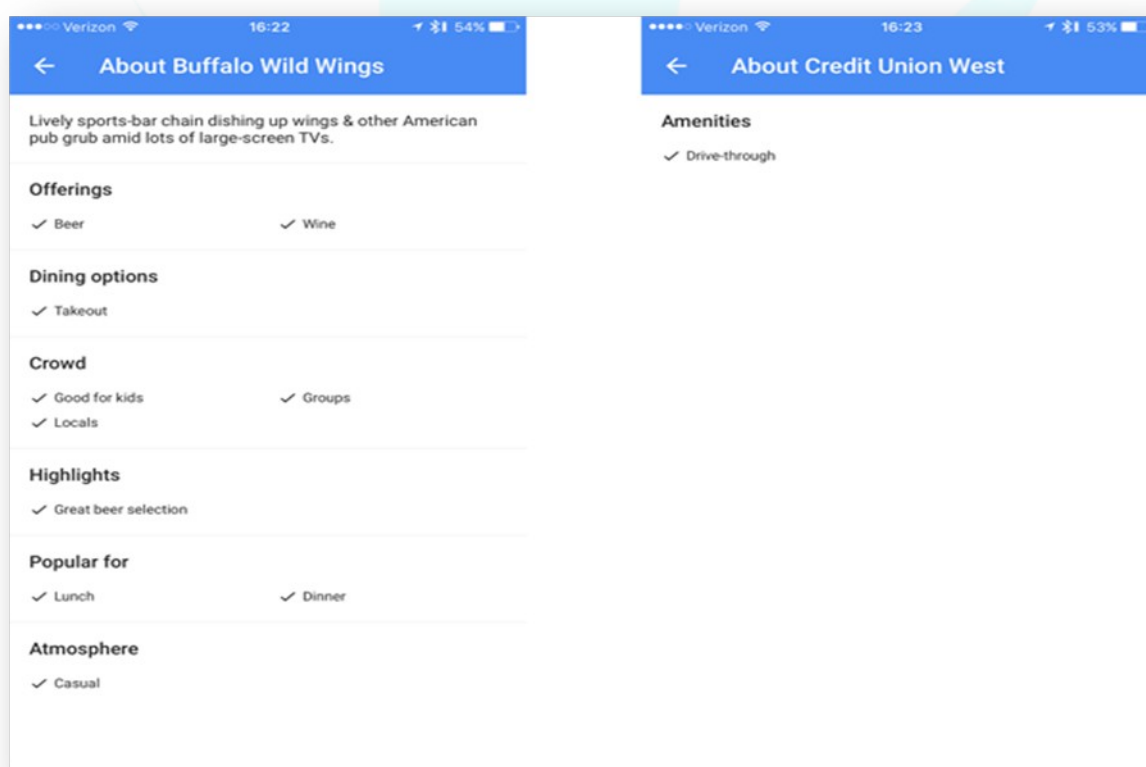 Verizon 16:22 54%
About Buffalo Wild Wings
Lively sports-bar chain dishing up wings & other American
pub grub amid lots of large-screen TVs.
Offerings
Beer Wine
Dining options
Takeout
Crowd
Good for kids Groups
Locals
Highlights
Great beer selection
Popular for
Lunch Dinner
Atmosphere
Casual
Verizon 16:23 53%
About Credit Union West
Amenities
Drive-through